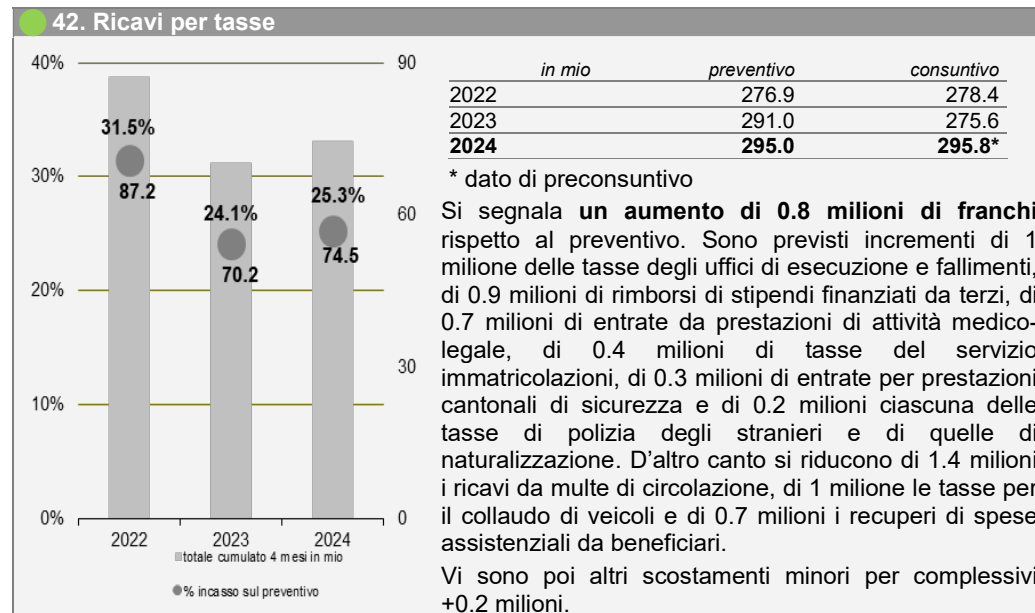 42. Ricavi per tasse
40%
30%
20%
10%
0%
90
60
30
0
31.5%
87.2
24.1%
70.2
25.3%
74.5
2022 2023 2024
totale cumulato 4 mesi in mio
% incasso sul preventivo
in mio preventivo consuntivo
2022 276.9 278.4
2023 291.0 275.6
2024 295.0 295.8*
* dato di preconsuntivo
Si segnala un aumento di 0.8 milioni di franchi
rispetto al preventivo. Sono previsti incrementi di 1
milione delle tasse degli uffici di esecuzione e fallimenti,
di 0.9 milioni di rimborsi di stipendi finanziati da terzi, di
0.7 milioni di entrate da prestazioni di attività medico-
legale, di 0.4 milioni di tasse del servizio
immatricolazioni, di 0.3 milioni di entrate per prestazioni
cantonali di sicurezza e di 0.2 milioni ciascuna delle
tasse di polizia degli stranieri e di quelle di
naturalizzazione. D'altro canto si riducono di 1.4 milioni
i ricavi da multe di circolazione, di 1 milione le tasse per
il collaudo di veicoli e di 0.7 milioni i recuperi di spese
assistenziali da beneficiari.
Vi sono poi altri scostamenti minori per complessivi
+0.2 milioni.